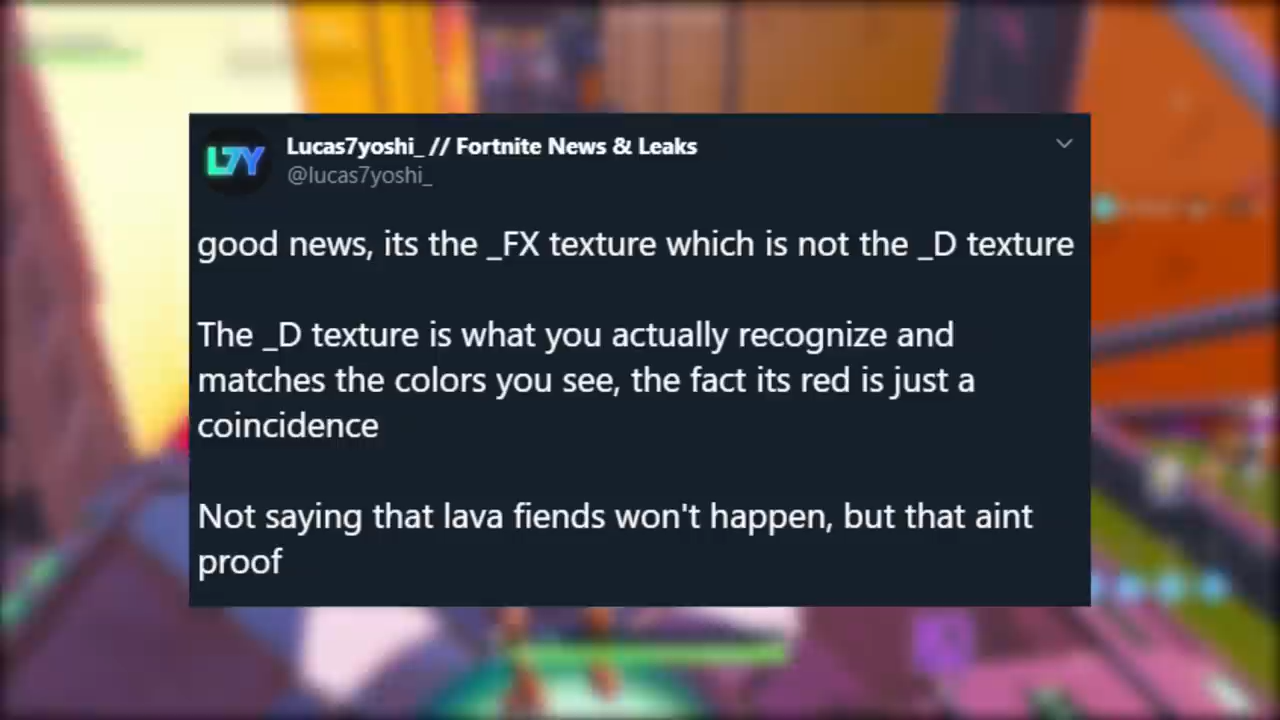 L7Y
Lucas7yoshi_ // Fortnite News & Leaks
@lucas7yoshi_
good news, its the _FX texture which is not the _D texture
The _D texture is what you actually recognize and
matches the colors you see, the fact its red is just a
coincidence
Not saying that lava fiends won't happen, but that aint
proof